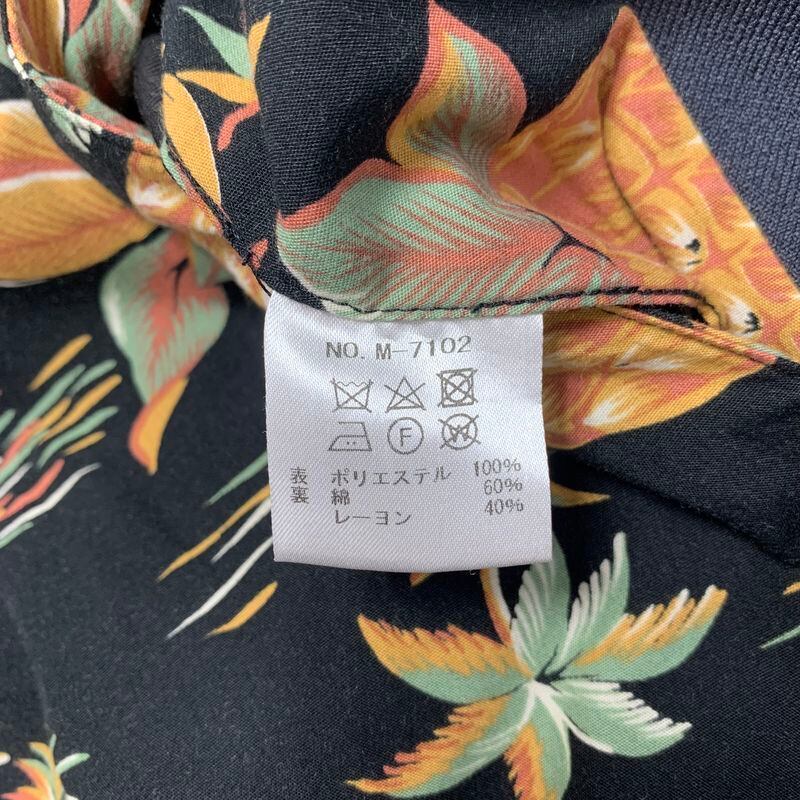 NO. M-7102
F
W
表 ポリエステル 100%
裏 綿 60%
レーヨン 40%